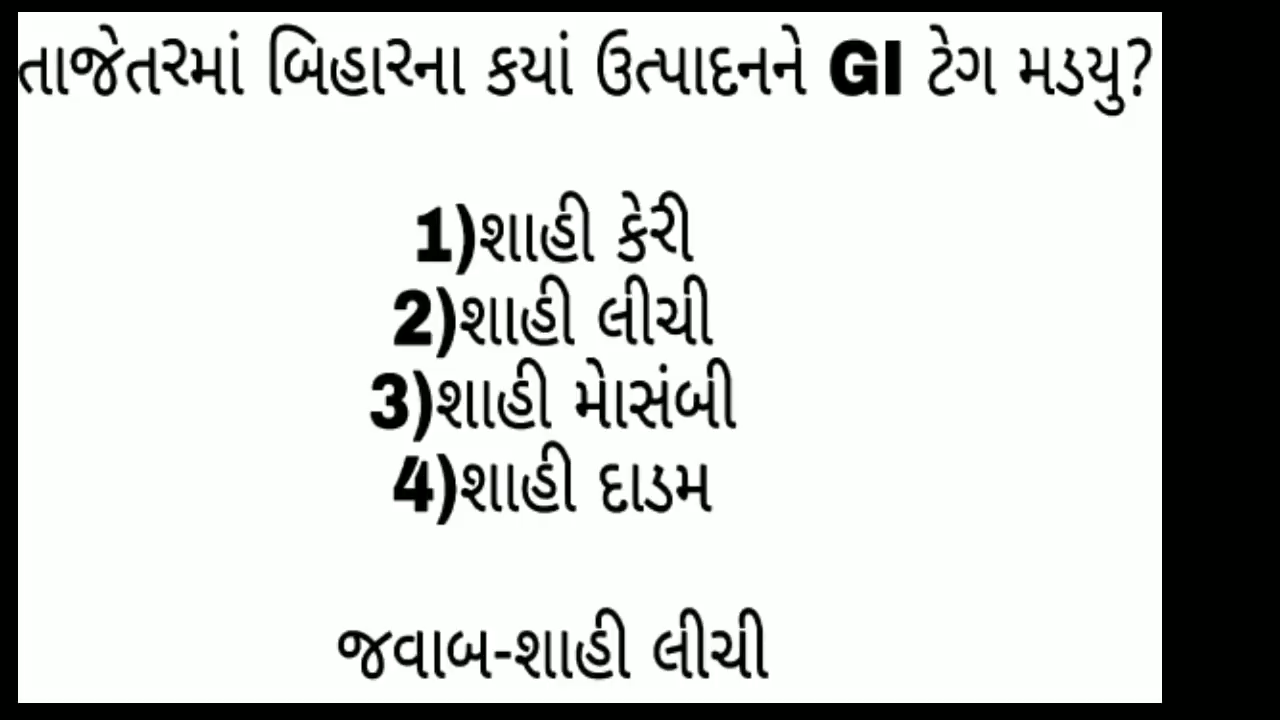 તાજેતરમાં બિહારના કયાં ઉત્પાદનને GI ટેગ મડયુ?
1)શાહી કેરી
2)શાહી લીચી
3)શાહી મોસંબી
4)શાહી દાડમ
જવાબ-શાહી લીચી